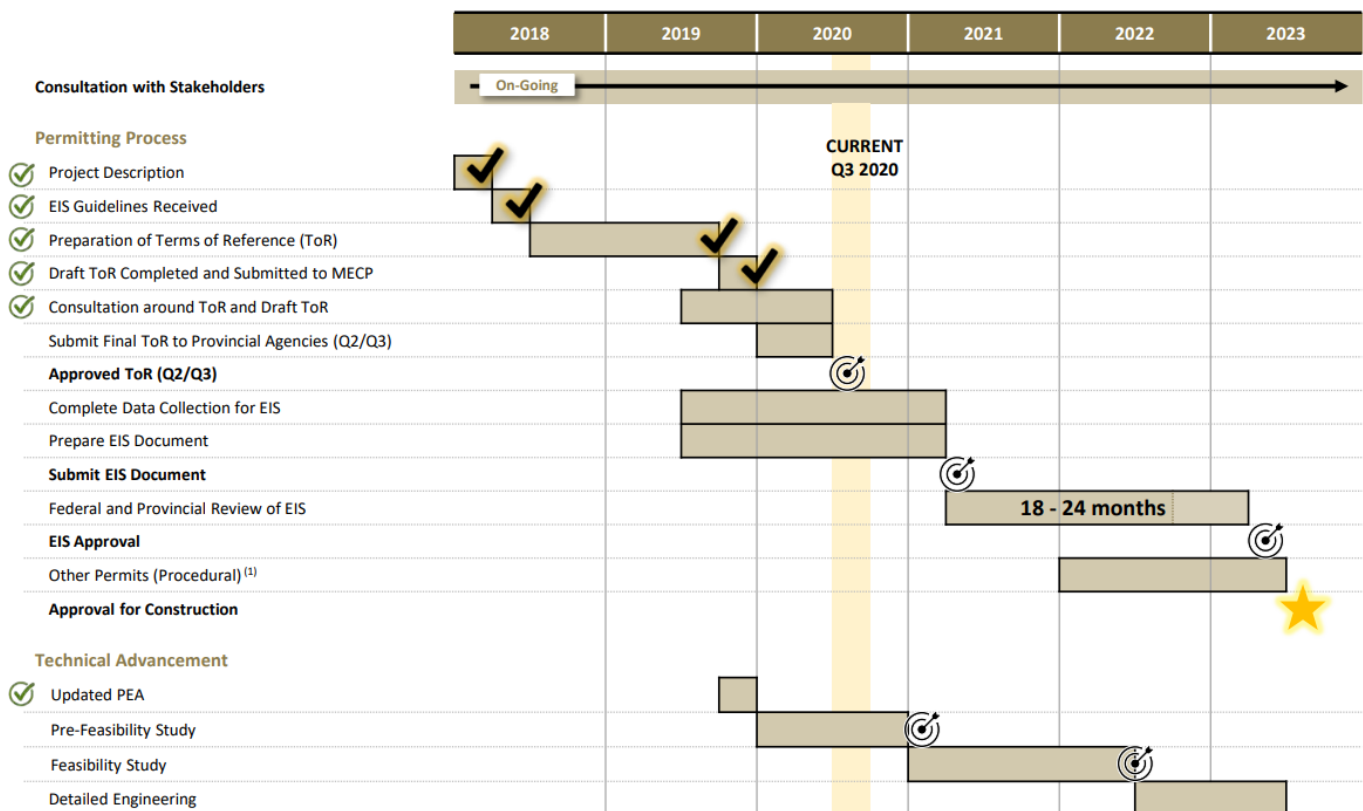 2018 2019 2020 2021 2022 2023
Consultation with Stakeholders
On-Going
Permitting Process
CURRENT
Q3 2020
Project Description
EIS Guidelines Received
Preparation of Terms of Reference (ToR)
Draft ToR Completed and Submitted to MECP
Consultation around ToR and Draft ToR
Submit Final ToR to Provincial Agencies (Q2/Q3)
Approved ToR (Q2/Q3)
Complete Data Collection for EIS
Prepare EIS Document
Submit EIS Document
Federal and Provincial Review of EIS
18 - 24 months
EIS Approval
Other Permits (Procedural) (1)
Approval for Construction
Technical Advancement
Updated PEA
Pre-Feasibility Study
Feasibility Study
Detailed Engineering